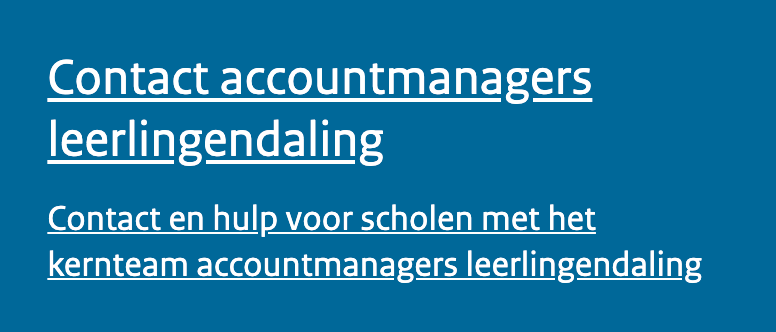 Contact accountmanagers
leerlingendaling
Contact en hulp voor scholen met het
kernteam accountmanagers leerlingendaling